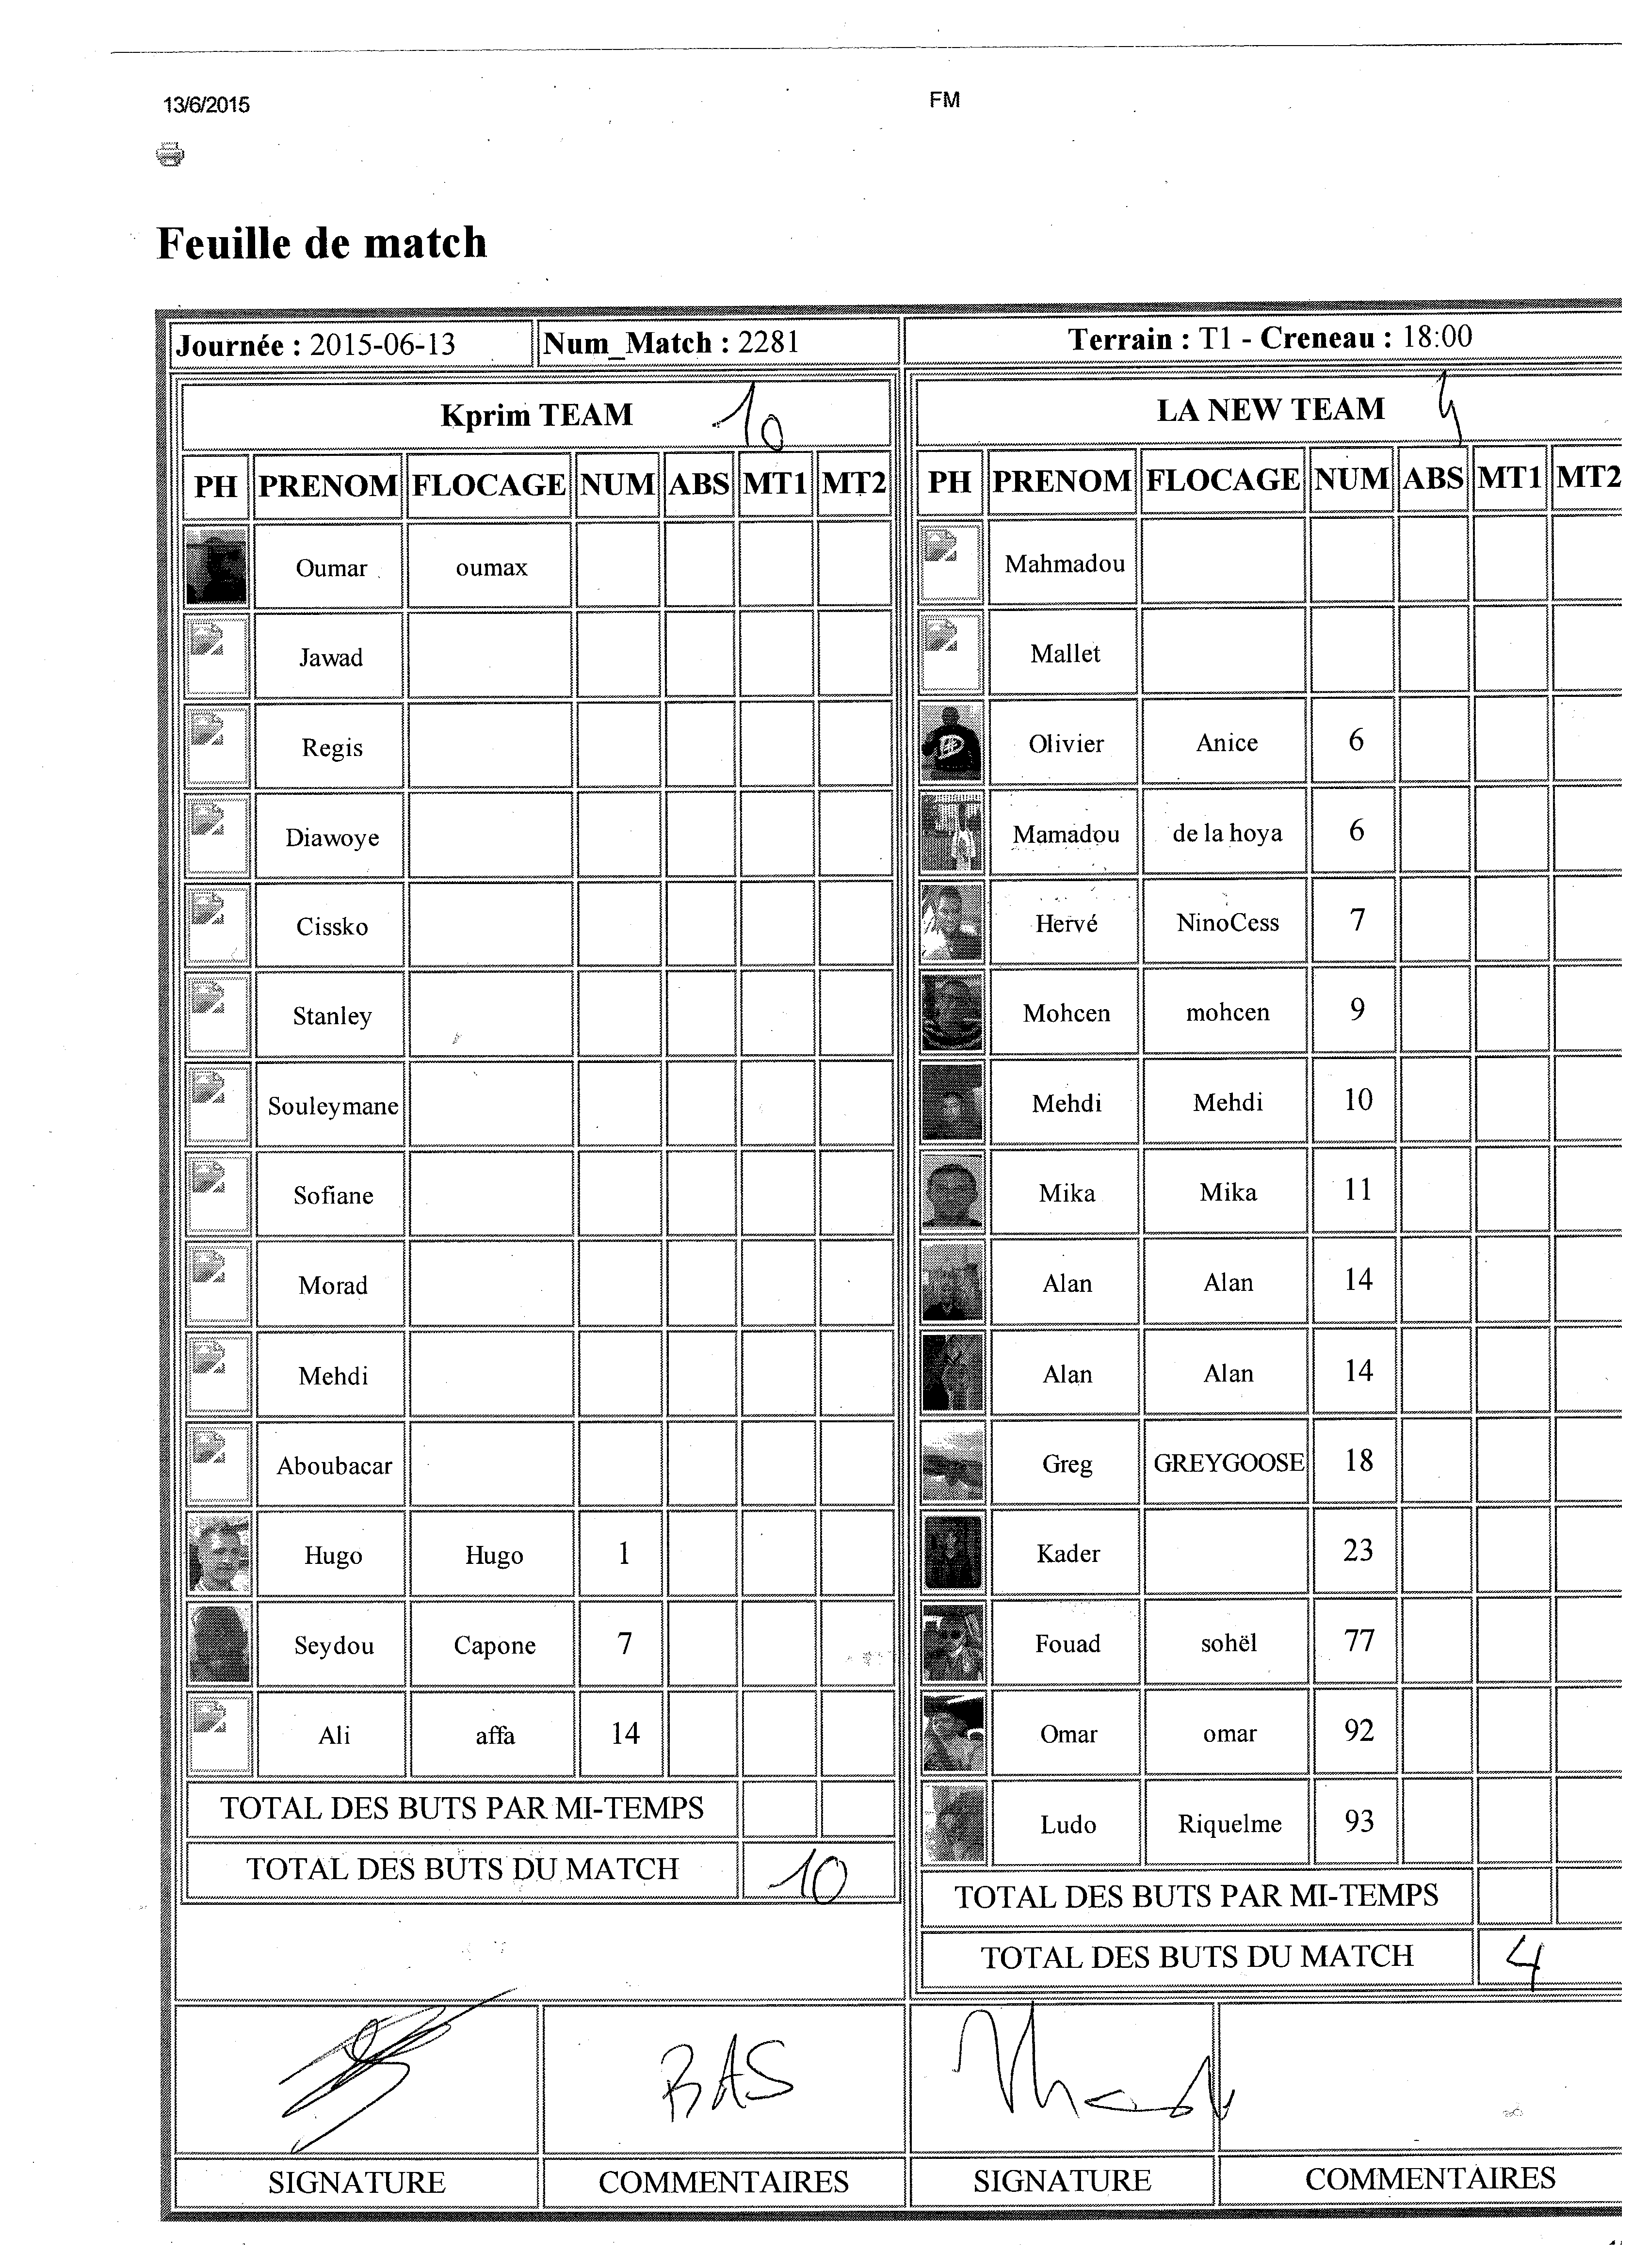 13/6/2015 FM
Feuille de match
Journée : 2015-06-13 Num_Match : 2281 Terrain : T1 - Creneau : 18:00
Kprim TEAM 10
PH PRENOM FLOCAGE NUM ABS MT1 MT2
Oumar oumax
Jawad
Regis
Diawoye
Cissko
Stanley
Souleymane
Sofiane
Morad
Mehdi
Aboubacar
Hugo Hugo 1
Seydou Capone 7
Ali affa 14
TOTAL DES BUTS PAR MI-TEMPS
TOTAL DES BUTS DU MATCH 10
LA NEW TEAM 4
PH PRENOM FLOCAGE NUM ABS MT1 MT2
Mahmadou
Mallet
Olivier Anice 6
Mamadou de la hoya 6
Hervé NinoCess 7
Mohcen mohcen 9
Mehdi Mehdi 10
Mika Mika 11
Alan Alan 14
Alan Alan 14
Greg GREYGOOSE 18
Kader 23
Fouad sohël 77
Omar omar 92
Ludo Riquelme 93
TOTAL DES BUTS PAR MI-TEMPS
TOTAL DES BUTS DU MATCH 4
RAS
SIGNATURE COMMENTAIRES SIGNATURE COMMENTAIRES